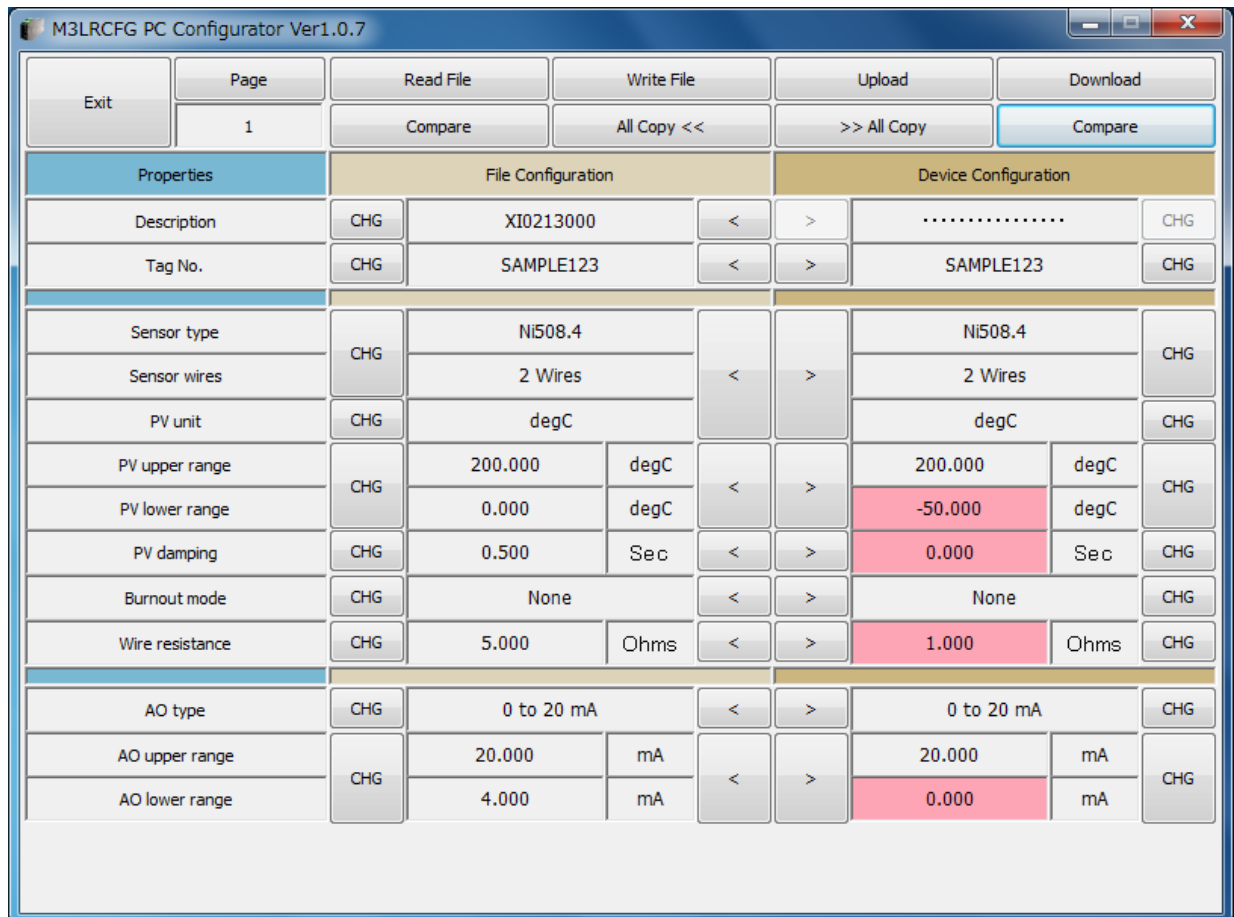 M3LRCFG PC Configurator Ver1.0.7
Exit Page Read File Write File Upload Download
1 Compare All Copy << >> All Copy Compare
Properties File Configuration Device Configuration
Description CHG XI0213000 < > ················ CHG
Tag No. CHG SAMPLE123 < > SAMPLE123 CHG
Sensor type CHG Ni508.4 < > Ni508.4 CHG
Sensor wires 2 Wires 2 Wires
PV unit CHG degC degC CHG
PV upper range CHG 200.000 degC < > 200.000 degC CHG
PV lower range 0.000 degC -50.000 degC
PV damping CHG 0.500 Sec < > 0.000 Sec CHG
Burnout mode CHG None < > None CHG
Wire resistance CHG 5.000 Ohms < > 1.000 Ohms CHG
AO type CHG 0 to 20 mA < > 0 to 20 mA CHG
AO upper range CHG 20.000 mA < > 20.000 mA CHG
AO lower range 4.000 mA 0.000 mA